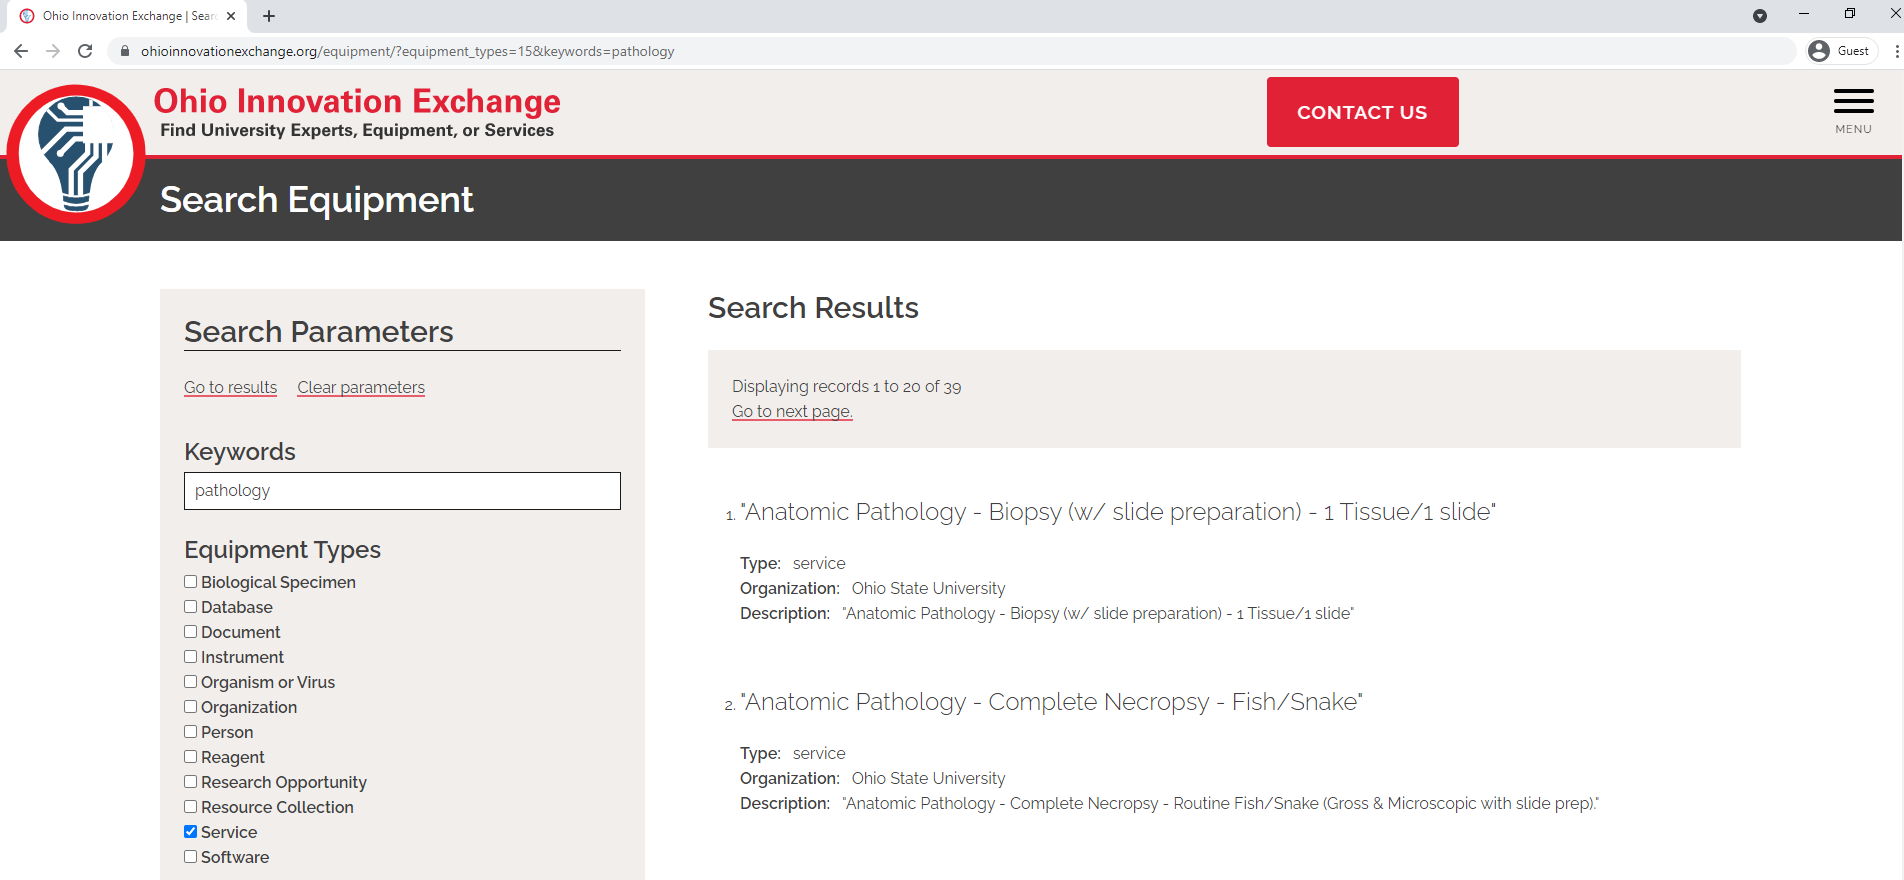 Ohio Innovation Exchange | Sear
ohioinnovationexchange.org/equipment/?equipment_types=15&keywords=pathology
Guest
Ohio Innovation Exchange
Find University Experts, Equipment, or Services
CONTACT US
MENU
Search Equipment
Search Parameters
Go to results Clear parameters
Keywords
pathology
Equipment Types
Biological Specimen
Database
Document
Instrument
Organism or Virus
Organization
Person
Reagent
Research Opportunity
Resource Collection
Service
Software
Search Results
Displaying records 1 to 20 of 39
Go to next page.
1. "Anatomic Pathology - Biopsy (w/ slide preparation) - 1 Tissue/1 slide"
Type: service
Organization: Ohio State University
Description: "Anatomic Pathology - Biopsy (w/ slide preparation) - 1 Tissue/1 slide"
2. "Anatomic Pathology - Complete Necropsy - Fish/Snake"
Type: service
Organization: Ohio State University
Description: "Anatomic Pathology - Complete Necropsy - Routine Fish/Snake (Gross & Microscopic with slide prep)."